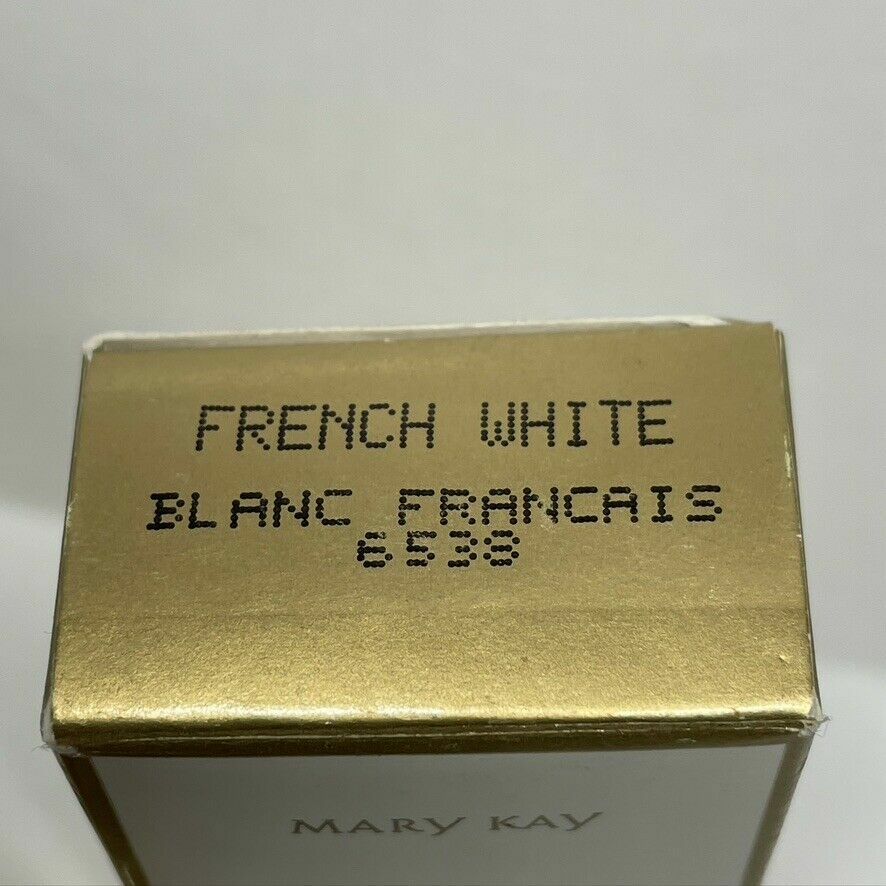 FRENCH WHITE
BLANC FRANCAIS
6538
MARY KAY